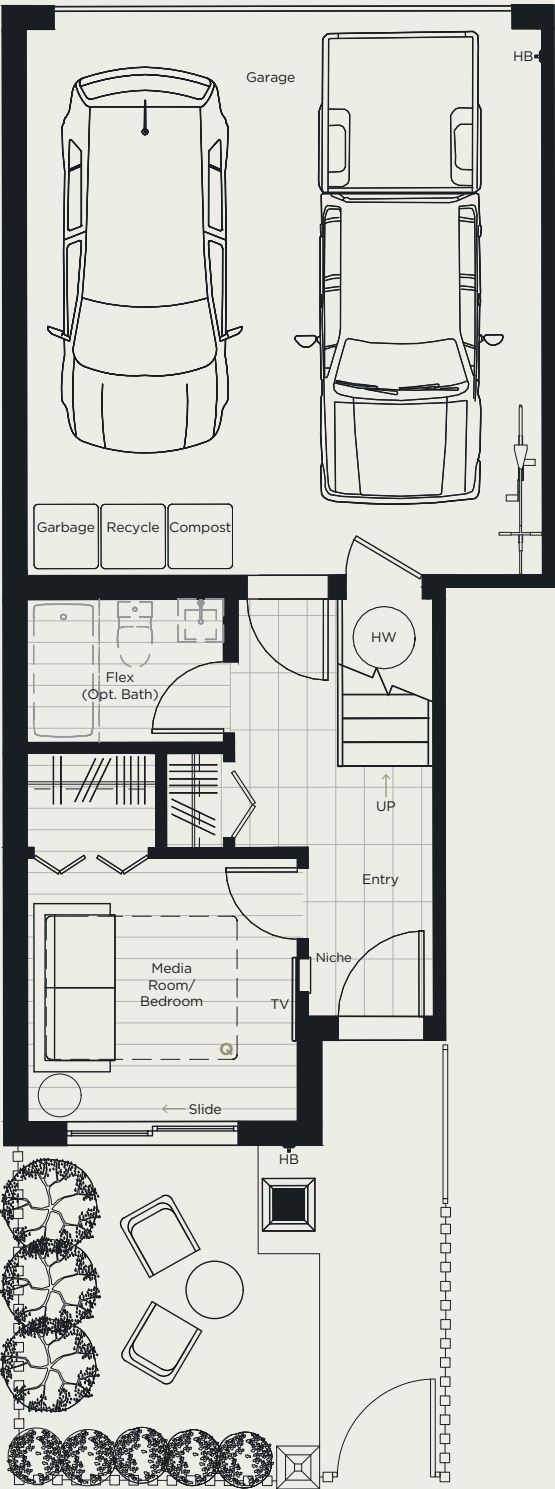 HB
Garage
Garbage
Recycle
Compost
HW
Flex
(Opt. Bath)
UP
Entry
Niche
Media
Room/
Bedroom
TV
Q
Slide
HB